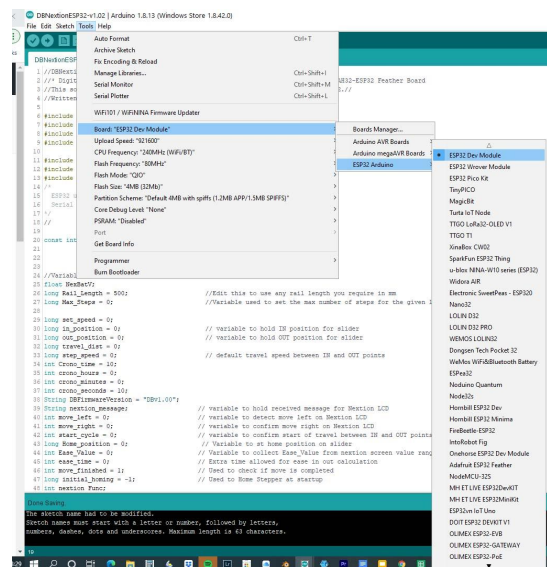 DBNextionESP32-v1.02 | Arduino 1.8.13 (Windows Store 1.8.42.0)
File Edit Sketch Tools Help
Auto Format Ctrl+T
Archive Sketch
Fix Encoding & Reload
Manage Libraries... Ctrl+Shift+I
Serial Monitor Ctrl+Shift+M
Serial Plotter Ctrl+Shift+L
WiFi101 / WiFiNINA Firmware Updater
Board: "ESP32 Dev Module"
Upload Speed: "921600"
CPU Frequency: "240MHz (WiFi/BT)"
Flash Frequency: "80MHz"
Flash Mode: "QIO"
Flash Size: "4MB (32Mb)"
Partition Scheme: "Default 4MB with spiffs (1.2MB APP/1.5MB SPIFFS)"
Core Debug Level: "None"
PSRAM: "Disabled"
Port
Get Board Info
Programmer
Burn Bootloader
Boards Manager...
Arduino AVR Boards
Arduino megaAVR Boards
ESP32 Arduino
ESP32 Dev Module
ESP32 Wrover Module
ESP32 Pico Kit
TinyPICO
MagicBit
Turta IoT Node
TTGO LoRa32-OLED V1
TTGO T1
XinaBox CW02
SparkFun ESP32 Thing
u-blox NINA-W10 series (ESP32)
Widora AIR
Electronic SweetPeas - ESP320
Nano32
LOLIN D32
LOLIN D32 PRO
WEMOS LOLIN32
Dongsen Tech Pocket 32
WeMos WiFi&Bluetooth Battery
ESPea32
Noduino Quantum
Node32s
Hornbill ESP32 Dev
Hornbill ESP32 Minima
FireBeetle-ESP32
IntoRobot Fig
Onehorse ESP32 Dev Module
Adafruit ESP32 Feather
NodeMCU-32S
MH ET LIVE ESP32DevKIT
MH ET LIVE ESP32MiniKit
ESP32vn IoT Uno
DOIT ESP32 DEVKIT V1
OLIMEX ESP32-EVB
OLIMEX ESP32-GATEWAY
OLIMEX ESP32-PoE
DBNextionESP
1 //DBNexti
2 //* Digit AH32-ESP32 Feather Board
3 //This so
4 //Written
5
6 #include
7 #include
8 #include
9 #include
10
11 #include
12 #include
13 #include
14 /*
15 ESP32 u
16 Serial
17 */
18 //
19
20 const int
21
22
23
24 //Variabl
25 float NexBatV;
26 long Rail_Length = 500; //Edit this to use any rail length you require in mm
27 long Max_Steps = 0; //Variable used to set the max number of steps for the given l
28
29 long set_speed = 0;
30 long in_position = 0; // variable to hold IN position for slider
31 long out_position = 0; // variable to hold OUT position for slider
32 long travel_dist = 0;
33 long step_speed = 0; // default travel speed between IN and OUT points
34 int Crono_time = 10;
35 int crono_hours = 0;
36 int crono_minutes = 0;
37 int crono_seconds = 10;
38 String DBFirmwareVersion = "DBv1.00";
39 String nextion_message; // variable to hold received message for Nextion LCD
40 int move_left = 0; // variable to detect move left on Nextion LCD
41 int move_right = 0; // variable to confirm move right on Nextion LCD
42 int start_cycle = 0; // variable to confirm start of travel between IN and OUT points
43 long Home_position = 0; // Variable to st home position on slider
44 int Ease_Value = 0; // Variable to collect Ease_Value from nextion screen value rang
45 int ease_time = 0; // Extra time allowed for ease in out calculation
46 int move_finished = 1; // Used to check if move is completed
47 long initial_homing = -1; // Used to Home Stepper at startup
48 int nextion_Func;
Done Saving
The sketch name had to be modified.
Sketch names must start with a letter or number, followed by letters,
numbers, dashes, dots and underscores. Maximum length is 63 characters.
19